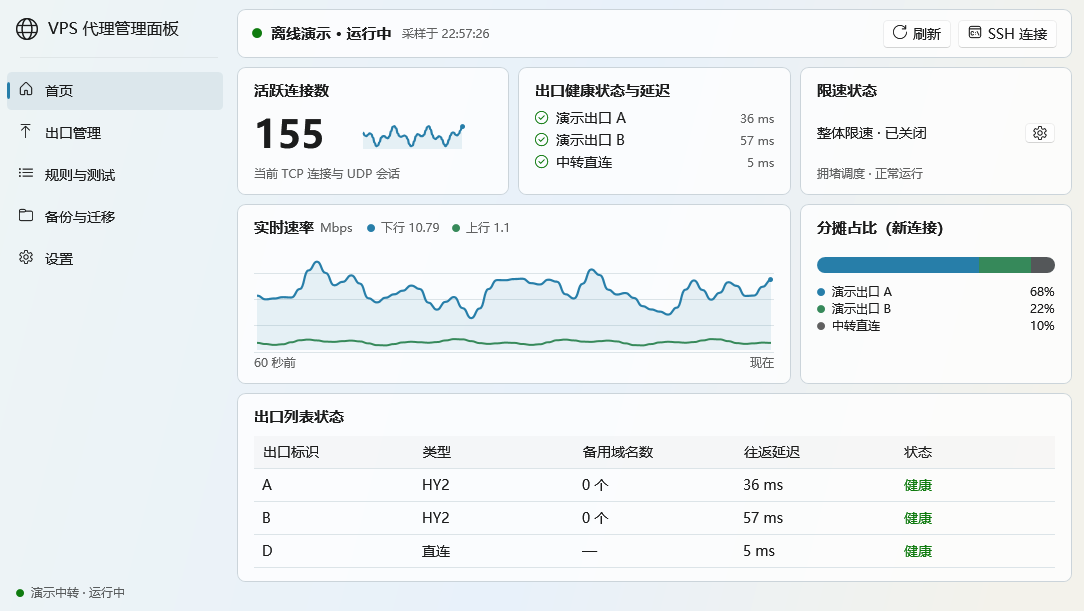 VPS 代理管理面板
首页
出口管理
规则与测试
备份与迁移
设置
演示中转 · 运行中
离线演示 • 运行中 采样于 22:57:26
刷新
SSH 连接
活跃连接数
155
当前 TCP 连接与 UDP 会话
出口健康状态与延迟
演示出口 A 36 ms
演示出口 B 57 ms
中转直连 5 ms
限速状态
整体限速 · 已关闭
拥堵调度 · 正常运行
实时速率 Mbps 下行 10.79 上行 1.1
60 秒前 现在
分摊占比（新连接）
演示出口 A 68%
演示出口 B 22%
中转直连 10%
出口列表状态
出口标识 类型 备用域名数 往返延迟 状态
A HY2 0 个 36 ms 健康
B HY2 0 个 57 ms 健康
D 直连 — 5 ms 健康